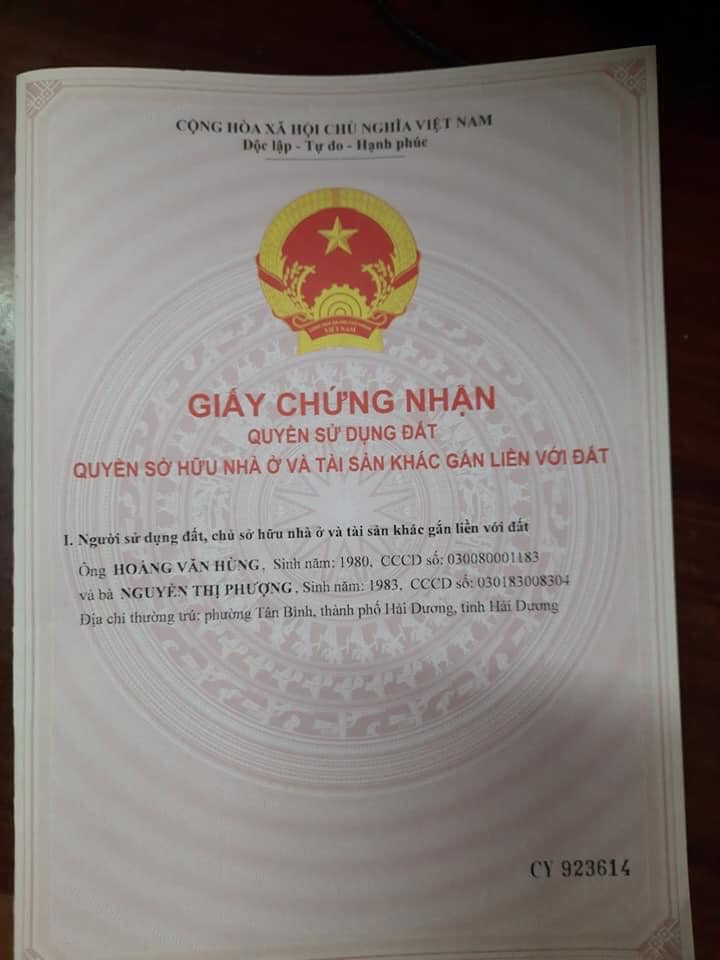 CỘNG HÒA XÃ HỘI CHỦ NGHĨA VIỆT NAM
Độc lập - Tự do - Hạnh phúc
VIỆT NAM
GIẤY CHỨNG NHẬN
QUYỀN SỬ DỤNG ĐẤT
QUYỀN SỞ HỮU NHÀ Ở VÀ TÀI SẢN KHÁC GẮN LIỀN VỚI ĐẤT
I. Người sử dụng đất, chủ sở hữu nhà ở và tài sản khác gắn liền với đất
Ông HOÀNG VĂN HÙNG, Sinh năm: 1980, CCCD số: 030080001183
và bà NGUYỄN THỊ PHƯỢNG, Sinh năm: 1983, CCCD số: 030183008304
Địa chỉ thường trú: phường Tân Bình, thành phố Hải Dương, tỉnh Hải Dương
CY 923614